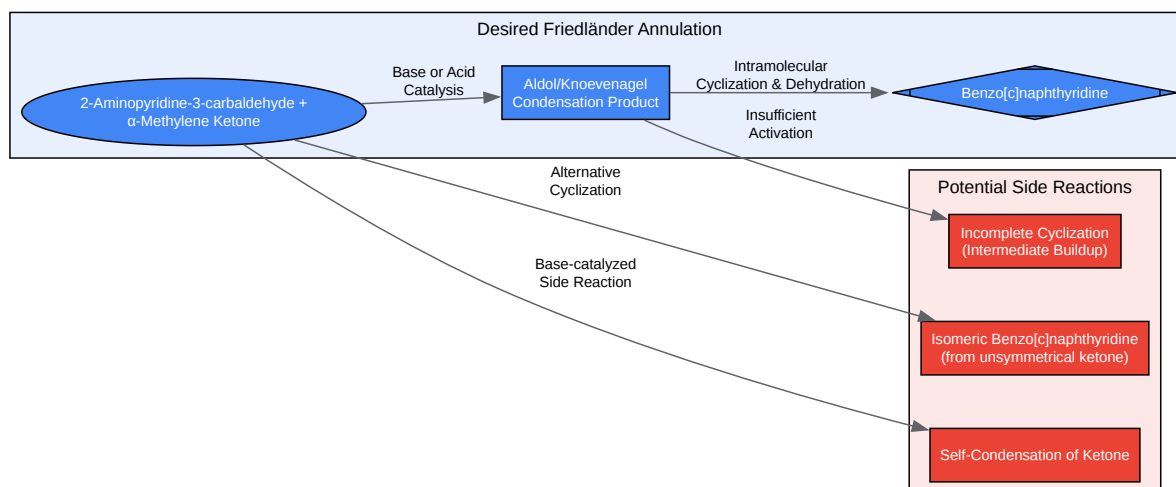 Desired Friedländer Annulation
2-Aminopyridine-3-carbaldehyde +
α-Methylene Ketone
Base or Acid
Catalysis
Aldol/Knoevenagel
Condensation Product
Intramolecular
Cyclization & Dehydration
Benzo[c]naphthyridine
Insufficient
Activation
Alternative
Cyclization
Base-catalyzed
Side Reaction
Potential Side Reactions
Incomplete Cyclization
(Intermediate Buildup)
Isomeric Benzo[c]naphthyridine
(from unsymmetrical ketone)
Self-Condensation of Ketone